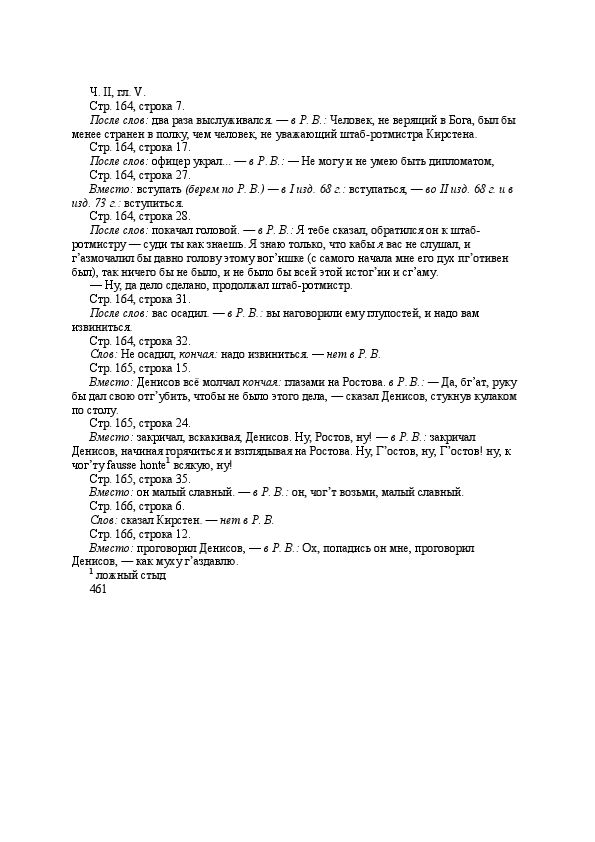 Ч. II, гл. V.
Стр. 164, строка 7.
После слов: два раза выслуживался. — в Р. В.: Человек, не верящий в Бога, был бы
менее странен в полку, чем человек, не уважающий штаб-ротмистра Кирстена.
Стр. 164, строка 17.
После слов: офицер украл... — в Р. В.: — Не могу и не умею быть дипломатом,
Стр. 164, строка 27.
Вместо: вступать (берем по Р. В.) — в I изд. 68 г.: вступаться, — во II изд. 68 г. и в
изд. 73 г.: вступиться.
Стр. 164, строка 28.
После слов: покачал головой. — в Р. В.: Я тебе сказал, обратился он к штаб-
ротмистру — суди ты как знаешь. Я знаю только, что кабы я вас не слушал, и
г’азмочалил бы давно голову этому вог’ишке (с самого начала мне его дух пг’отивен
был), так ничего бы не было, и не было бы всей этой истог’ии и сг’аму.
— Ну, да дело сделано, продолжал штаб-ротмистр.
Стр. 164, строка 31.
После слов: вас осадил. — в Р. В.: вы наговорили ему глупостей, и надо вам
извиниться.
Стр. 164, строка 32.
Слов: Не осадил, кончая: надо извиниться. — нет в Р. В.
Стр. 165, строка 15.
Вместо: Денисов всё молчал кончая: глазами на Ростова. в Р. В.: — Да, бг’ат, руку
бы дал свою отг’убить, чтобы не было этого дела, — сказал Денисов, стукнув кулаком
по столу.
Стр. 165, строка 24.
Вместо: закричал, вскакивая, Денисов. Ну, Ростов, ну! — в Р. В.: закричал
Денисов, начиная горячиться и взглядывая на Ростова. Ну, Г’остов, ну, Г’остов! ну, к
чог’ту fausse honte1 всякую, ну!
Стр. 165, строка 35.
Вместо: он малый славный. — в Р. В.: он, чог’т возьми, малый славный.
Стр. 166, строка 6.
Слов: сказал Кирстен. — нет в Р. В.
Стр. 166, строка 12.
Вместо: проговорил Денисов, — в Р. В.: Ох, попадись он мне, проговорил
Денисов, — как муху г’аздавлю.
1 ложный стыд
461